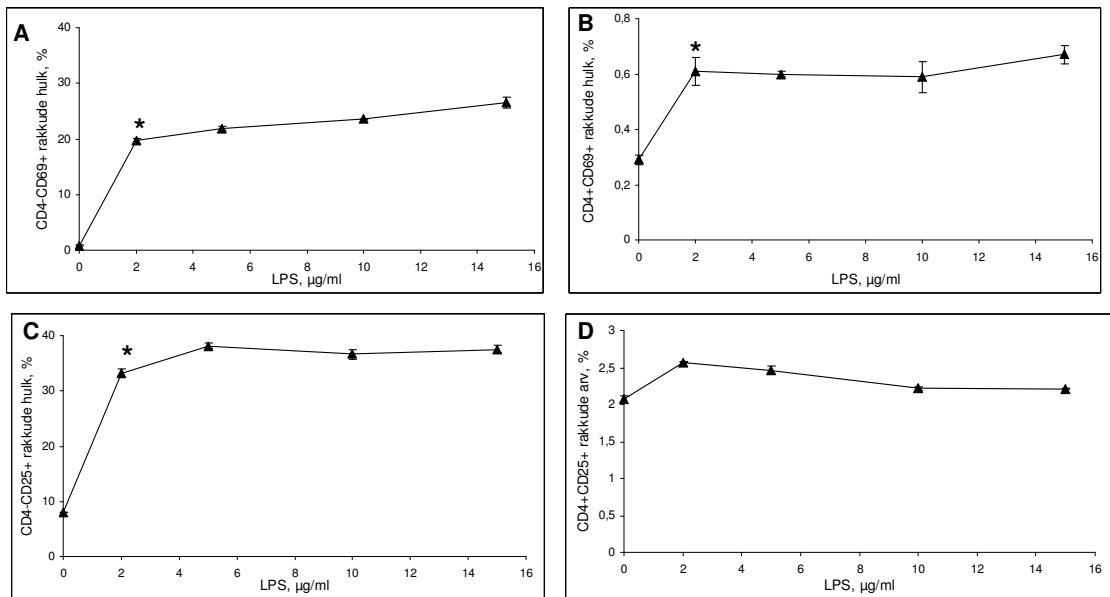 A
CD4-CD69+ rakkude hulk, %
40
30
20
10
0
*
0 2 4 6 8 10 12 14 16
LPS, µg/ml
B
CD4+CD69+ rakkude hulk, %
0,8
0,6
0,4
0,2
0
*
0 2 4 6 8 10 12 14 16
LPS, µg/ml
C
CD4-CD25+ rakkude hulk, %
40
30
20
10
0
*
0 2 4 6 8 10 12 14 16
LPS, µg/ml
D
CD4+CD25+ rakkude arv, %
3
2,5
2
1,5
1
0,5
0
0 2 4 6 8 10 12 14 16
LPS, µg/ml